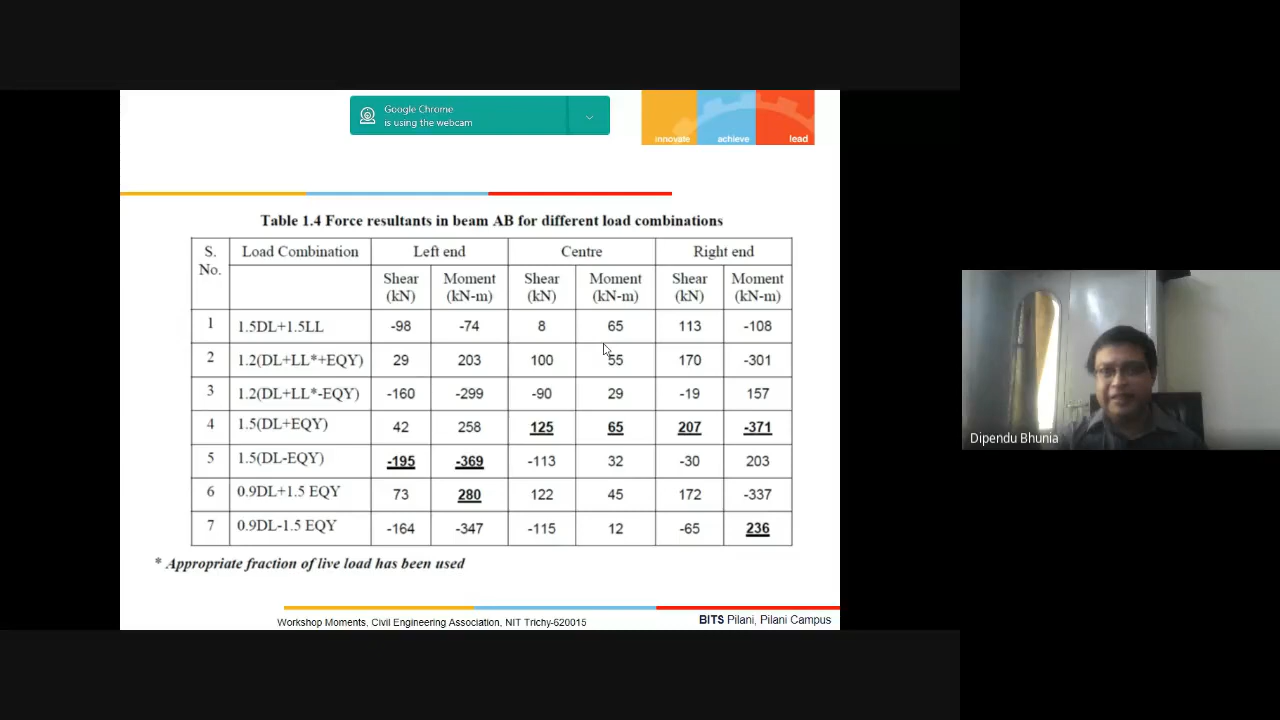 Google Chrome
is using the webcam
innovate achieve lead
Table 1.4 Force resultants in beam AB for different load combinations
S. No. Load Combination Left end Centre Right end
Shear (kN) Moment (kN-m) Shear (kN) Moment (kN-m) Shear (kN) Moment (kN-m)
1 1.5DL+1.5LL -98 -74 8 65 113 -108
2 1.2(DL+LL*+EQY) 29 203 100 55 170 -301
3 1.2(DL+LL*-EQY) -160 -299 -90 29 -19 157
4 1.5(DL+EQY) 42 258 125 65 207 -371
5 1.5(DL-EQY) -195 -369 -113 32 -30 203
6 0.9DL+1.5 EQY 73 280 122 45 172 -337
7 0.9DL-1.5 EQY -164 -347 -115 12 -65 236
* Appropriate fraction of live load has been used
Workshop Moments, Civil Engineering Association, NIT Trichy-620015
BITS Pilani, Pilani Campus
Dipendu Bhunia